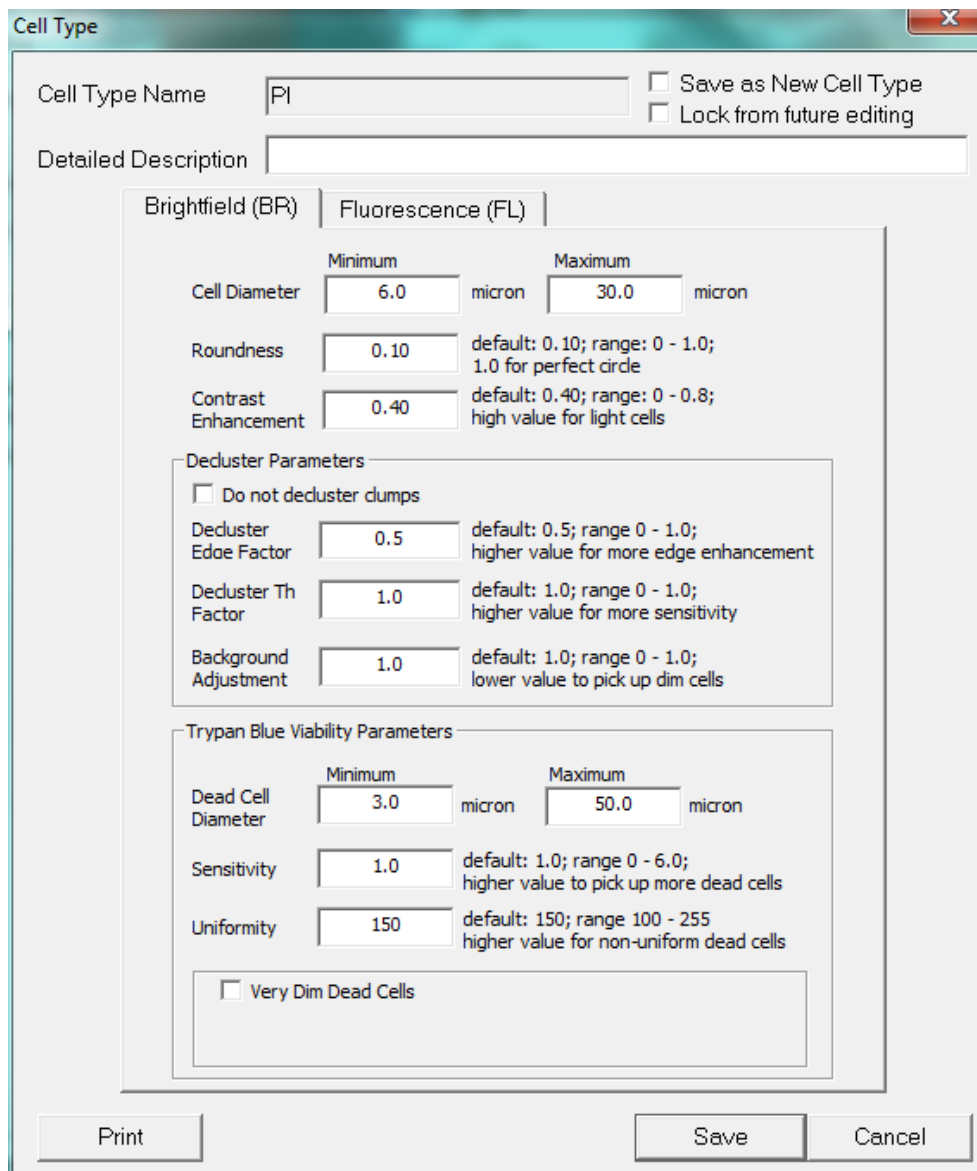 Cell Type
Cell Type Name PI
Save as New Cell Type
Lock from future editing
Detailed Description
Brightfield (BR) Fluorescence (FL)
Minimum Maximum
Cell Diameter 6.0 micron 30.0 micron
Roundness 0.10 default: 0.10; range: 0 - 1.0;
1.0 for perfect circle
Contrast
Enhancement 0.40 default: 0.40; range: 0 - 0.8;
high value for light cells
Decluster Parameters
Do not decluster clumps
Decluster
Edge Factor 0.5 default: 0.5; range 0 - 1.0;
higher value for more edge enhancement
Decluster Th
Factor 1.0 default: 1.0; range 0 - 1.0;
higher value for more sensitivity
Background
Adjustment 1.0 default: 1.0; range 0 - 1.0;
lower value to pick up dim cells
Trypan Blue Viability Parameters
Minimum Maximum
Dead Cell
Diameter 3.0 micron 50.0 micron
Sensitivity 1.0 default: 1.0; range 0 - 6.0;
higher value to pick up more dead cells
Uniformity 150 default: 150; range 100 - 255
higher value for non-uniform dead cells
Very Dim Dead Cells
Print Save Cancel